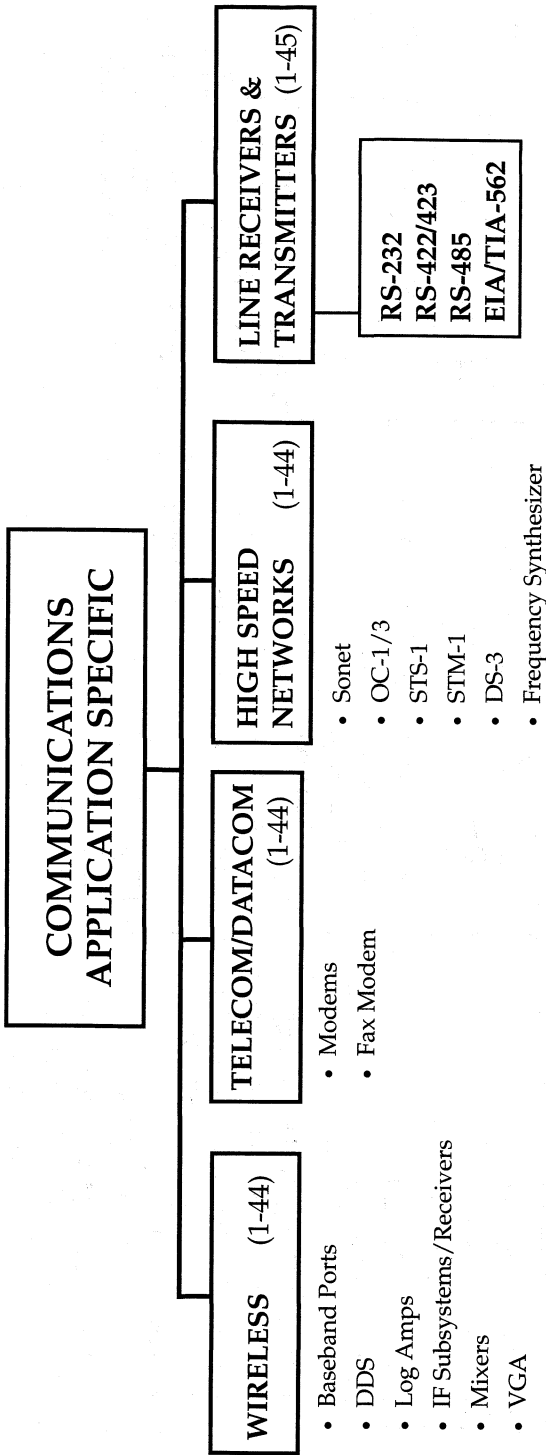 COMMUNICATIONS
APPLICATION SPECIFIC
WIRELESS (1-44)
• Baseband Ports
• DDS
• Log Amps
• IF Subsystems/Receivers
• Mixers
• VGA
TELECOM/DATACOM
(1-44)
• Modems
• Fax Modem
HIGH SPEED
NETWORKS (1-44)
• Sonet
• OC-1/3
• STS-1
• STM-1
• DS-3
• Frequency Synthesizer
LINE RECEIVERS &
TRANSMITTERS (1-45)
RS-232
RS-422/423
RS-485
EIA/TIA-562